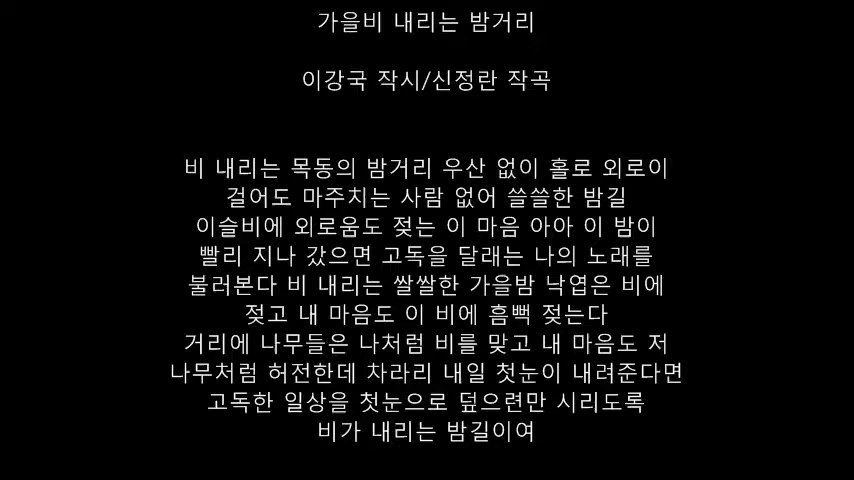 가을비 내리는 밤거리
이강국 작시/신정란 작곡
비 내리는 목동의 밤거리 우산 없이 홀로 외로이
걸어도 마주치는 사람 없어 쓸쓸한 밤길
이슬비에 외로움도 젖는 이 마음 아아 이 밤이
빨리 지나 갔으면 고독을 달래는 나의 노래를
불러본다 비 내리는 쌀쌀한 가을밤 낙엽은 비에
젖고 내 마음도 이 비에 흠뻑 젖는다
거리에 나무들은 나처럼 비를 맞고 내 마음도 저
나무처럼 허전한데 차라리 내일 첫눈이 내려준다면
고독한 일상을 첫눈으로 덮으련만 시리도록
비가 내리는 밤길이여